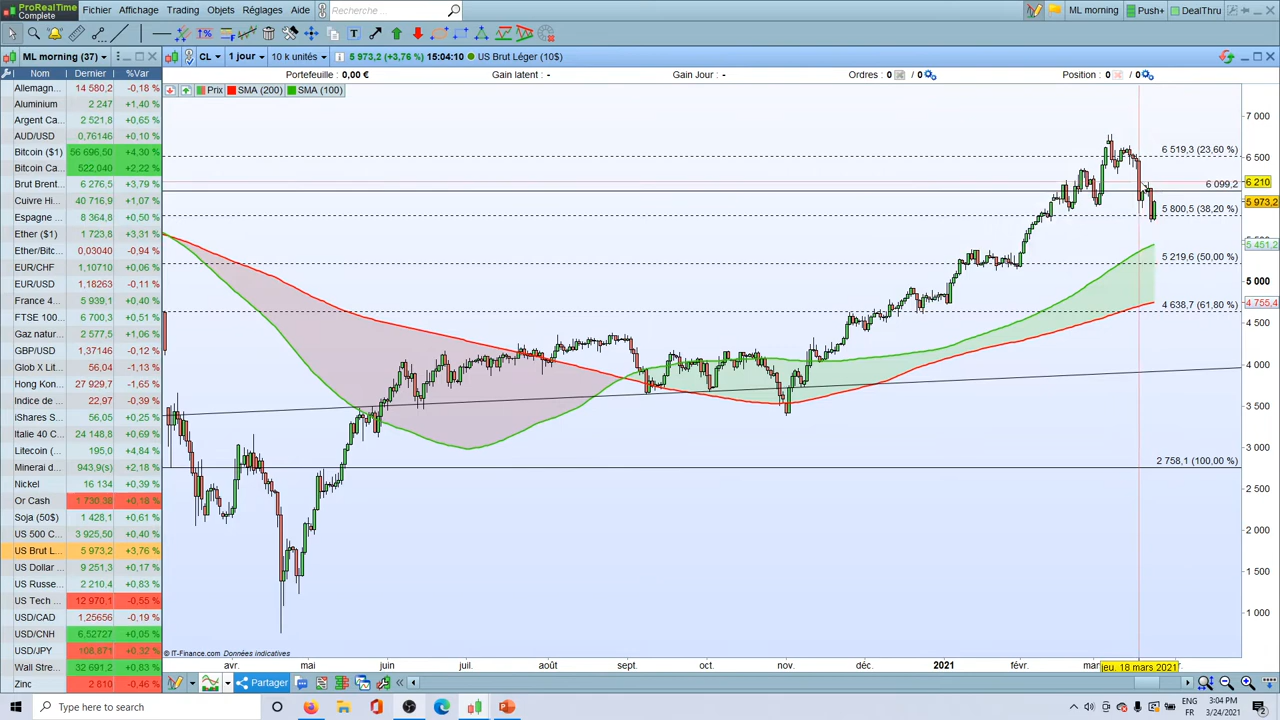 ProRealTime Complete Fichier Affichage Trading Objets Réglages Aide Recherche ML morning Push+ DealThru
ML morning (37) CL 1 jour 10 k unités 5 973,2 (+3,76 %) 15:04:10 US Brut Léger (10$)
Nom Dernier %Var Portefeuille : 0,00 € Gain latent : - Gain Jour : - Ordres : 0 / 0 Position : 0 / 0
Prix SMA (200) SMA (100)
Allemagn... 14 580,2 -0,18 %
Aluminium 2 247 +1,40 %
Argent Ca... 2 521,8 +0,65 %
AUD/USD 0,76146 +0,10 %
Bitcoin ($1) 56 696,50 +4,30 %
Bitcoin Ca... 522,040 +2,22 %
Brut Brent... 6 276,5 +3,79 %
Cuivre Hi... 40 716,9 +1,07 %
Espagne ... 8 364,8 +0,50 %
Ether ($1) 1 723,8 +3,31 %
Ether/Bitc... 0,03040 -0,94 %
EUR/CHF 1,10710 +0,06 %
EUR/USD 1,18263 -0,11 %
France 4... 5 939,1 +0,40 %
FTSE 100... 6 700,3 +0,51 %
Gaz natur... 2 577,5 +1,06 %
GBP/USD 1,37146 -0,12 %
Glob X Lit... 56,04 -1,13 %
Hong Kon... 27 929,7 -1,65 %
Indice de ... 22,97 -0,39 %
iShares S... 56,05 +0,25 %
Italie 40 C... 24 148,8 +0,69 %
Litecoin (... 195,0 +4,84 %
Minerai d... 943,9(s) +2,18 %
Nickel 16 134 +0,39 %
Or Cash 1 730,38 +0,18 %
Soja (50$) 1 428,1 +0,61 %
US 500 C... 3 925,50 +0,40 %
US Brut L... 5 973,2 +3,76 %
US Dollar ... 9 251,3 +0,17 %
US Russe... 2 210,4 +0,83 %
US Tech ... 12 970,1 -0,55 %
USD/CAD 1,25656 -0,19 %
USD/CNH 6,52727 +0,05 %
USD/JPY 108,871 +0,32 %
Wall Stre... 32 691,2 +0,83 %
Zinc 2 810 -0,46 %
7 000
6 519,3 (23,60 %) 6 500
6 099,2 6 210
5 800,5 (38,20 %) 5 973,2
5 451,2
5 219,6 (50,00 %)
5 000
4 638,7 (61,80 %) 4 755,4
4 500
4 000
3 500
3 000
2 758,1 (100,00 %)
2 500
2 000
1 500
1 000
© IT-Finance.com Données indicatives
avr. mai juin juil. août sept. oct. nov. déc. 2021 févr. mar jeu. 18 mars 2021
Partager
Type here to search ENG 3:04 PM
FR 3/24/2021 2